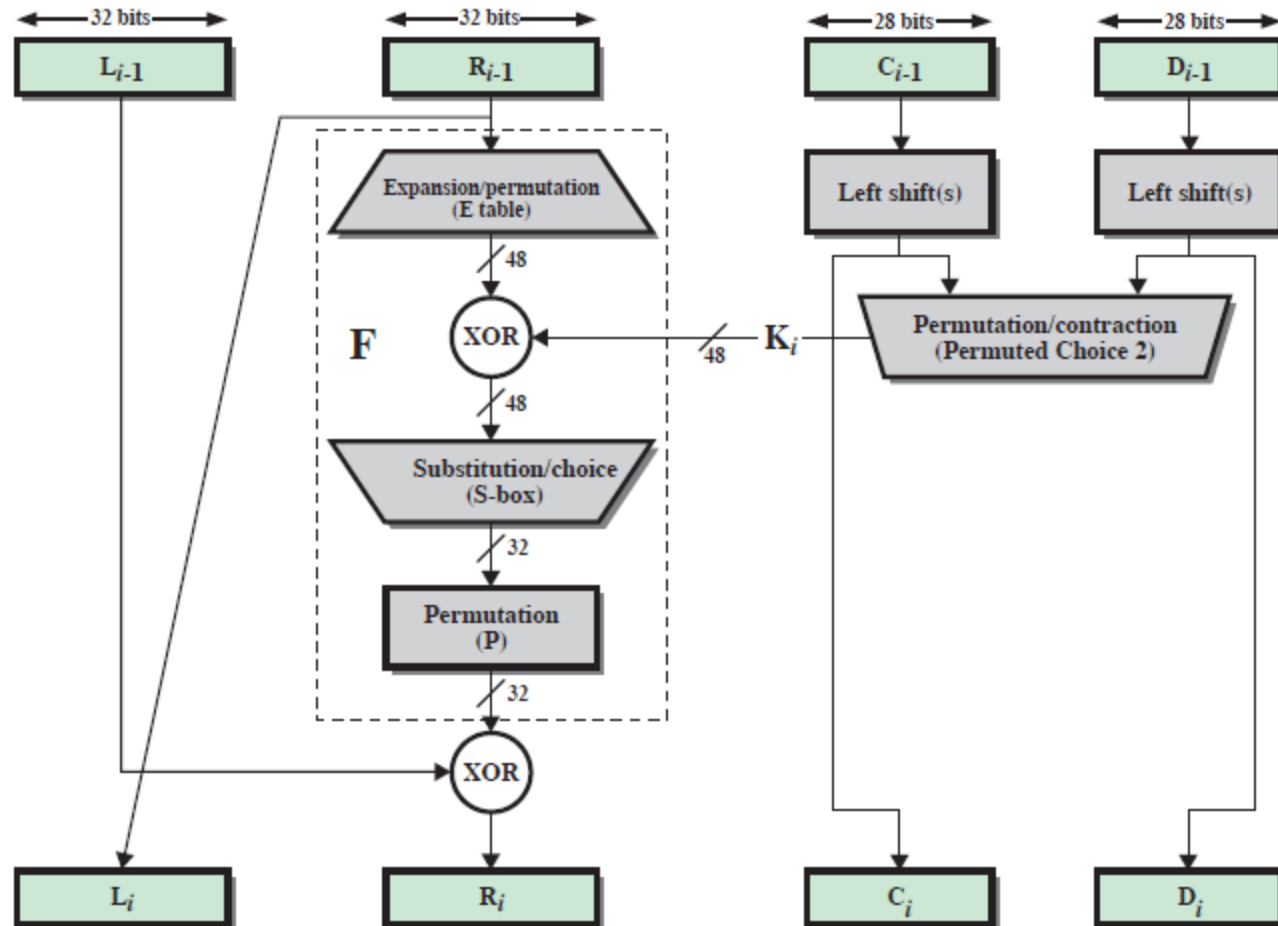 32 bits
32 bits
28 bits
28 bits
Li-1
Ri-1
Ci-1
Di-1
Expansion/permutation
(E table)
Left shift(s)
Left shift(s)
48
F
XOR
48
Ki
Permutation/contraction
(Permuted Choice 2)
48
Substitution/choice
(S-box)
32
Permutation
(P)
32
XOR
Li
Ri
Ci
Di